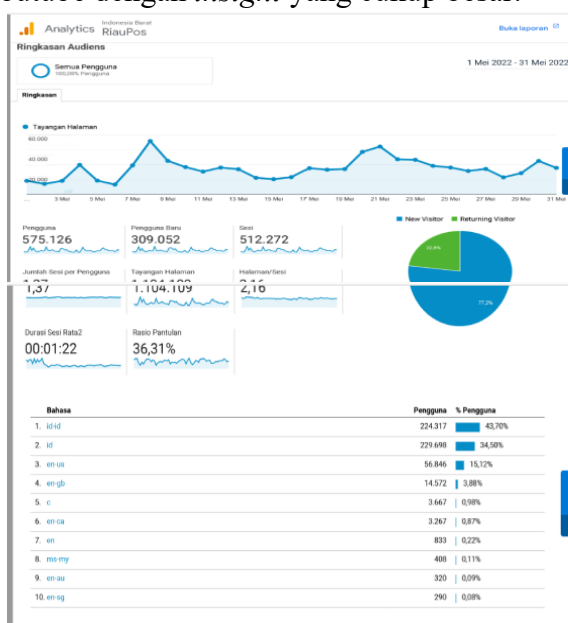 Youtube dengan insight yang cukup besar.
Analytics Indonesia Berat
RiauPos
Buka laporan
Ringkasan Audiens
Semua Pengguna
100,00% Pengguna
1 Mei 2022 - 31 Mei 2022
Ringkasan
Tayangan Halaman
60.000
40.000
20.000
... 3 Mei 5 Mei 7 Mei 9 Mei 11 Mei 13 Mei 15 Mei 17 Mei 19 Mei 21 Mei 23 Mei 25 Mei 27 Mei 29 Mei 31 Mei
New Visitor Returning Visitor
Pengguna Pengguna Baru Sesi
575.126 309.052 512.272
77,2%
Jumlah Sesi per Pengguna Tayangan Halaman Halaman/Sesi
1,37 1.104.109 2,16
Durasi Sesi Rata2 Rasio Pantulan
00:01:22 36,31%
Bahasa Pengguna % Pengguna
1. id-id 224.317 43,70%
2. id 229.698 34,50%
3. en-us 56.846 15,12%
4. en-gb 14.572 3,88%
5. c 3.667 0,98%
6. en-ca 3.267 0,87%
7. en 833 0,22%
8. ms-my 408 0,11%
9. en-au 320 0,09%
10. en-sg 290 0,08%